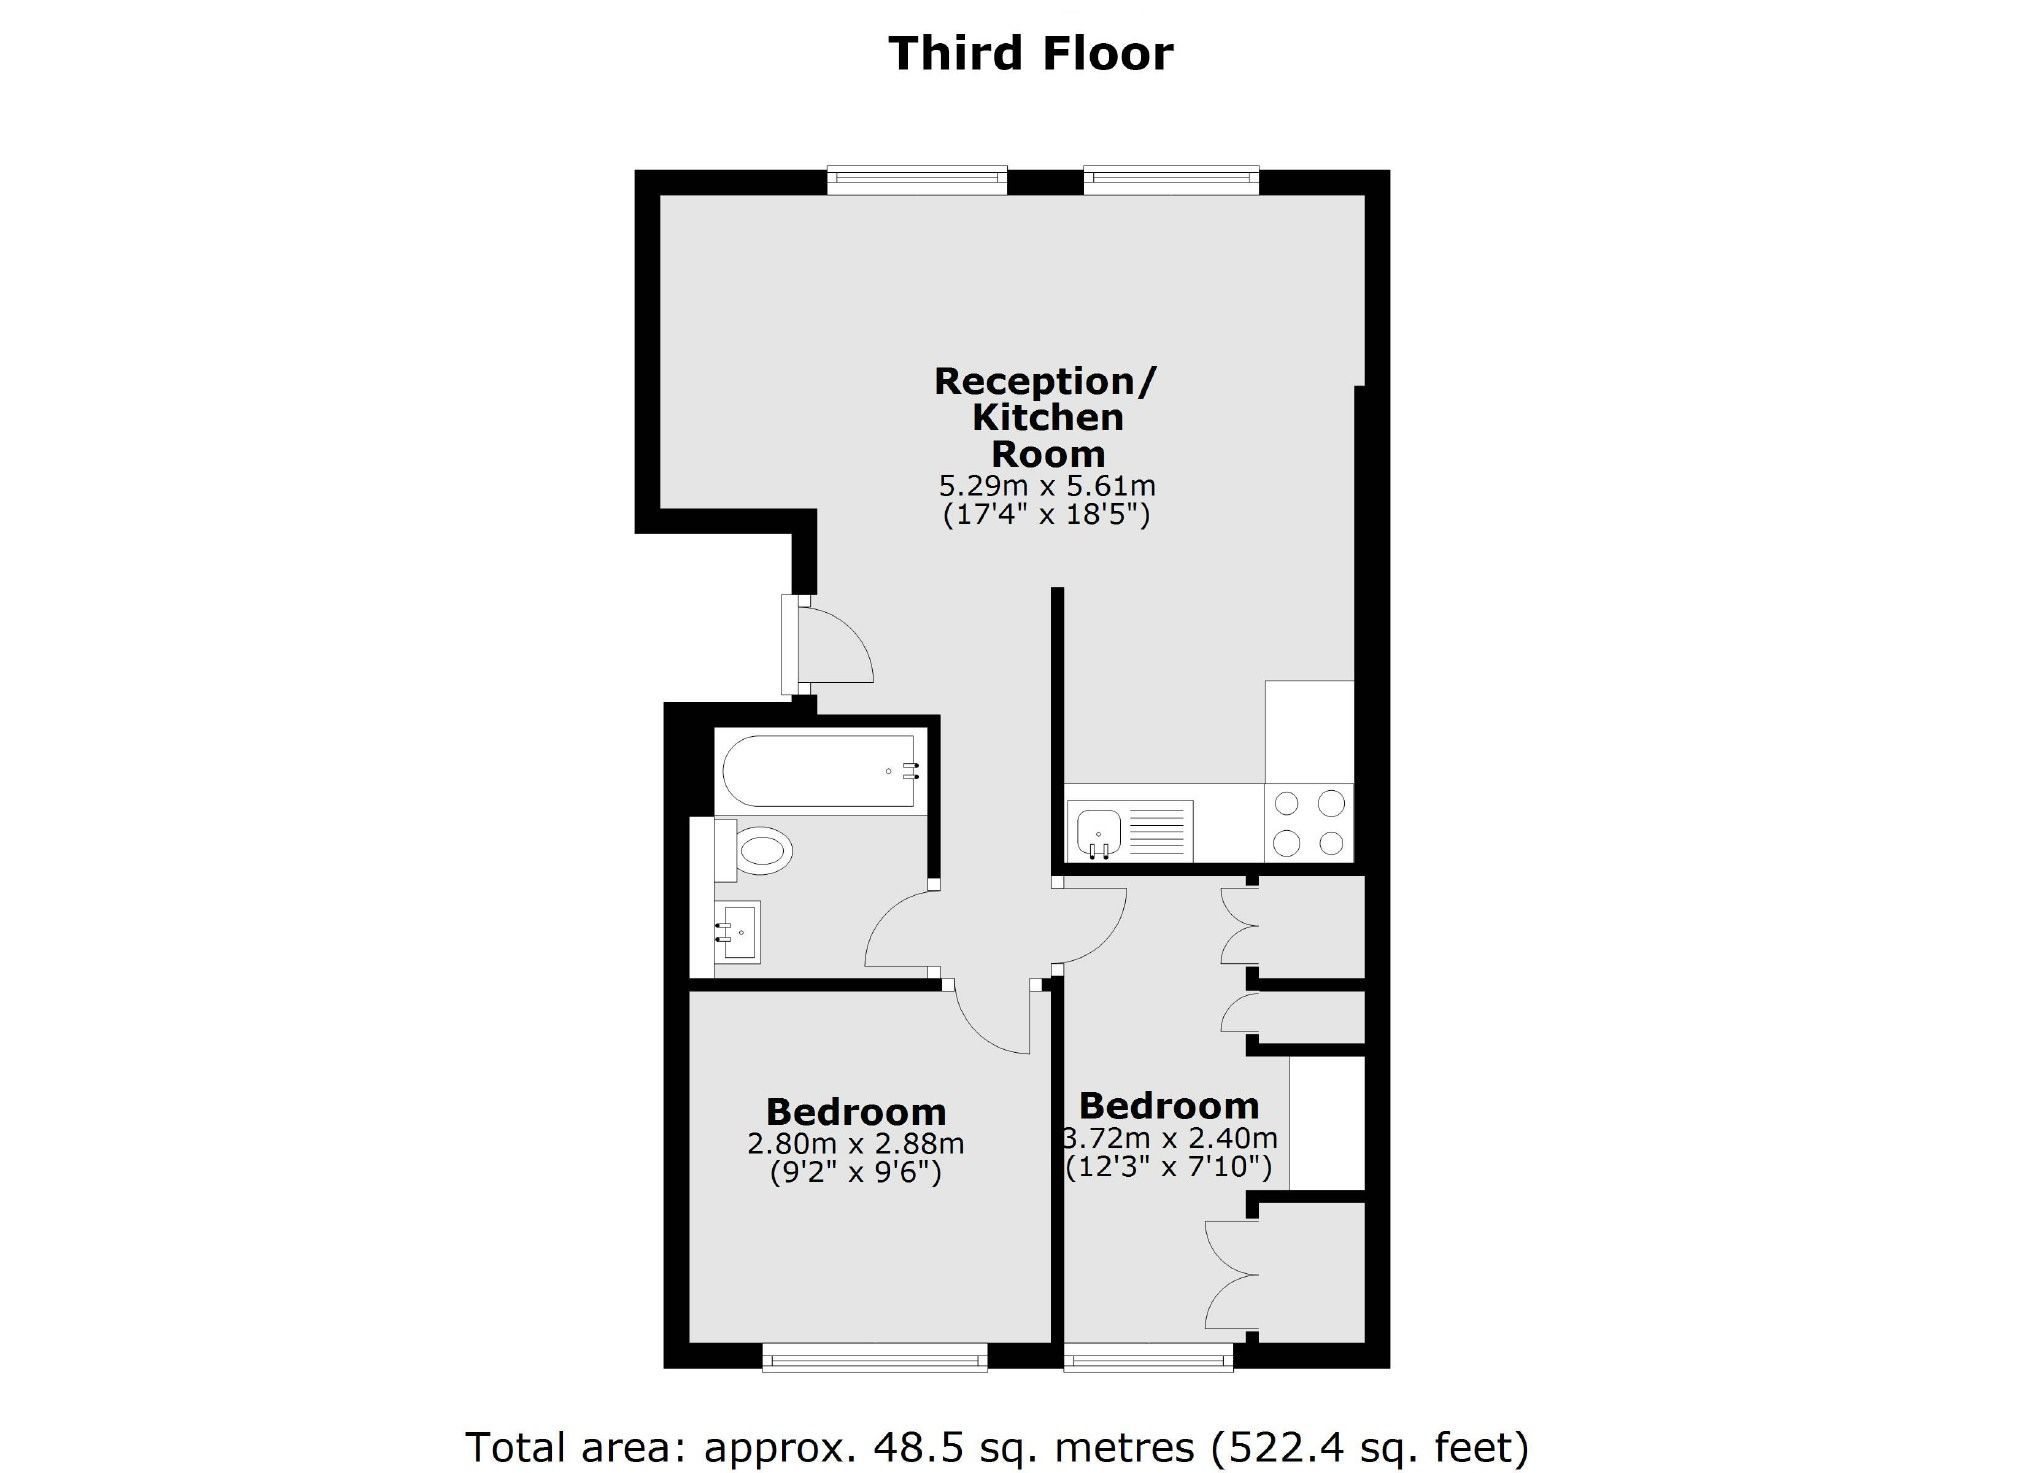 Third Floor
Reception/
Kitchen
Room
5.29m x 5.61m
(17'4" x 18'5")
Bedroom
2.80m x 2.88m
(9'2" x 9'6")
Bedroom
3.72m x 2.40m
(12'3" x 7'10")
Total area: approx. 48.5 sq. metres (522.4 sq. feet)